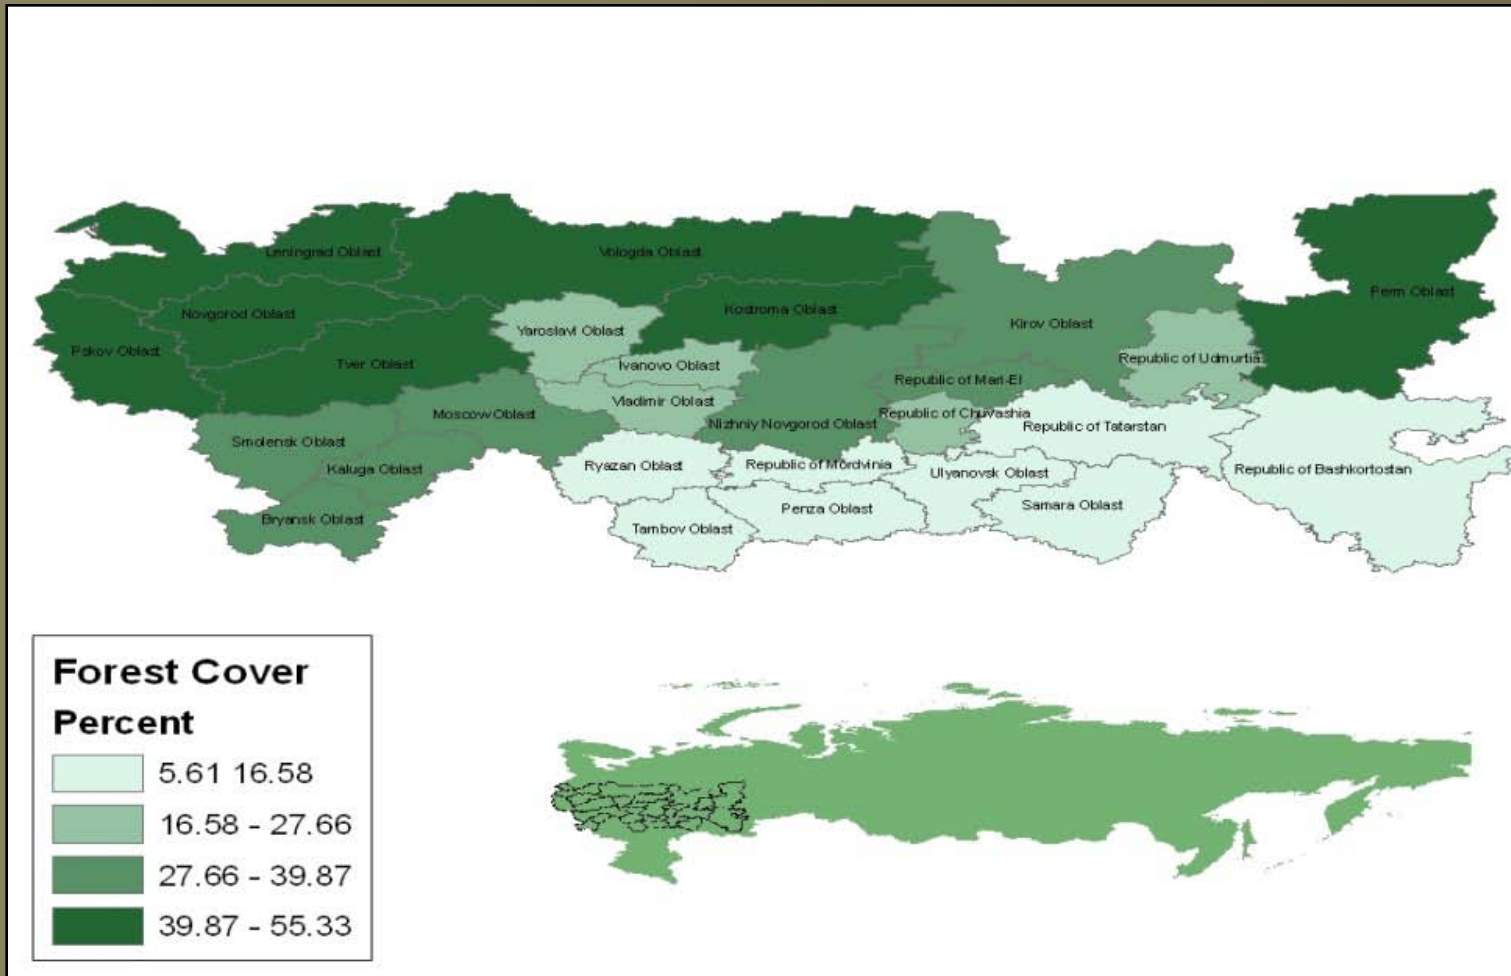 Leningrad Oblast
Vologda Oblast
Perm Oblast
Novgorod Oblast
Kostroma Oblast
Kirov Oblast
Yaroslavl Oblast
Pskov Oblast
Tver Oblast
Ivanovo Oblast
Republic of Udmurtia
Republic of Mari-El
Vladimir Oblast
Moscow Oblast
Republic of Chuvashia
Nizhniy Novgorod Oblast
Republic of Tatarstan
Smolensk Oblast
Kaluga Oblast
Ryazan Oblast
Republic of Mordvinia
Ulyanovsk Oblast
Republic of Bashkortostan
Bryansk Oblast
Penza Oblast
Samara Oblast
Tambov Oblast
Forest Cover
Percent
5.61 16.58
16.58 - 27.66
27.66 - 39.87
39.87 - 55.33